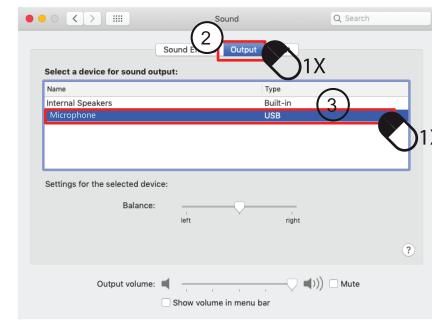 Sound
Search
2
Sound E
Output
1X
Select a device for sound output:
Name Type
Internal Speakers Built-in
3
Microphone USB
Settings for the selected device:
Balance:
left right
?
Output volume:
Mute
Show volume in menu bar